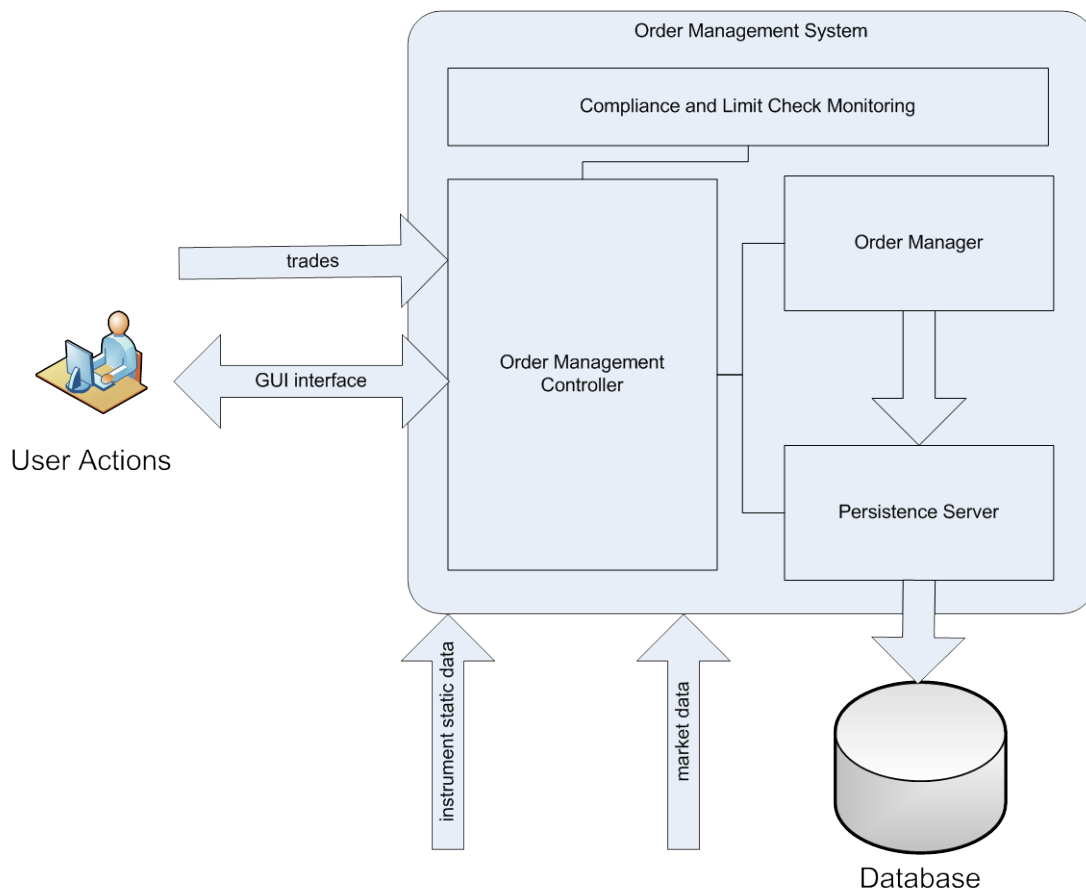 Order Management System
Compliance and Limit Check Monitoring
Order Manager
trades
Order Management
Controller
GUI interface
User Actions
Persistence Server
instrument static data
market data
Database